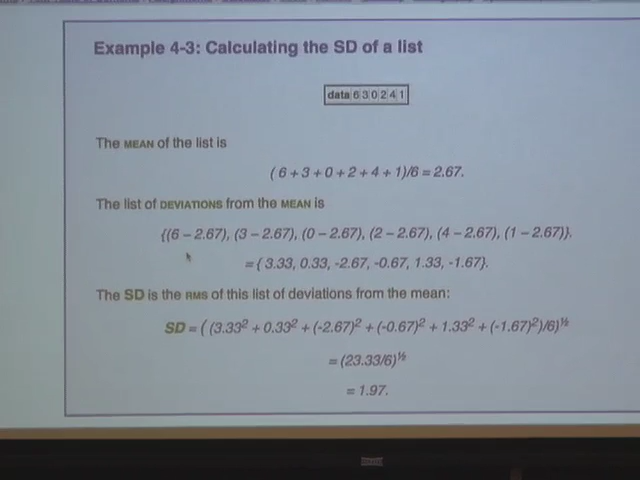 Example 4-3: Calculating the SD of a list
data 6 3 0 2 4 1
The MEAN of the list is
( 6 + 3 + 0 + 2 + 4 + 1)/6 = 2.67.
The list of DEVIATIONS from the MEAN is
{(6 – 2.67), (3 – 2.67), (0 – 2.67), (2 – 2.67), (4 – 2.67), (1 – 2.67)}.
= { 3.33, 0.33, -2.67, -0.67, 1.33, -1.67}.
The SD is the RMS of this list of deviations from the mean:
SD = ( (3.33² + 0.33² + (-2.67)² + (-0.67)² + 1.33² + (-1.67)²)/6)^½
= (23.33/6)^½
= 1.97.